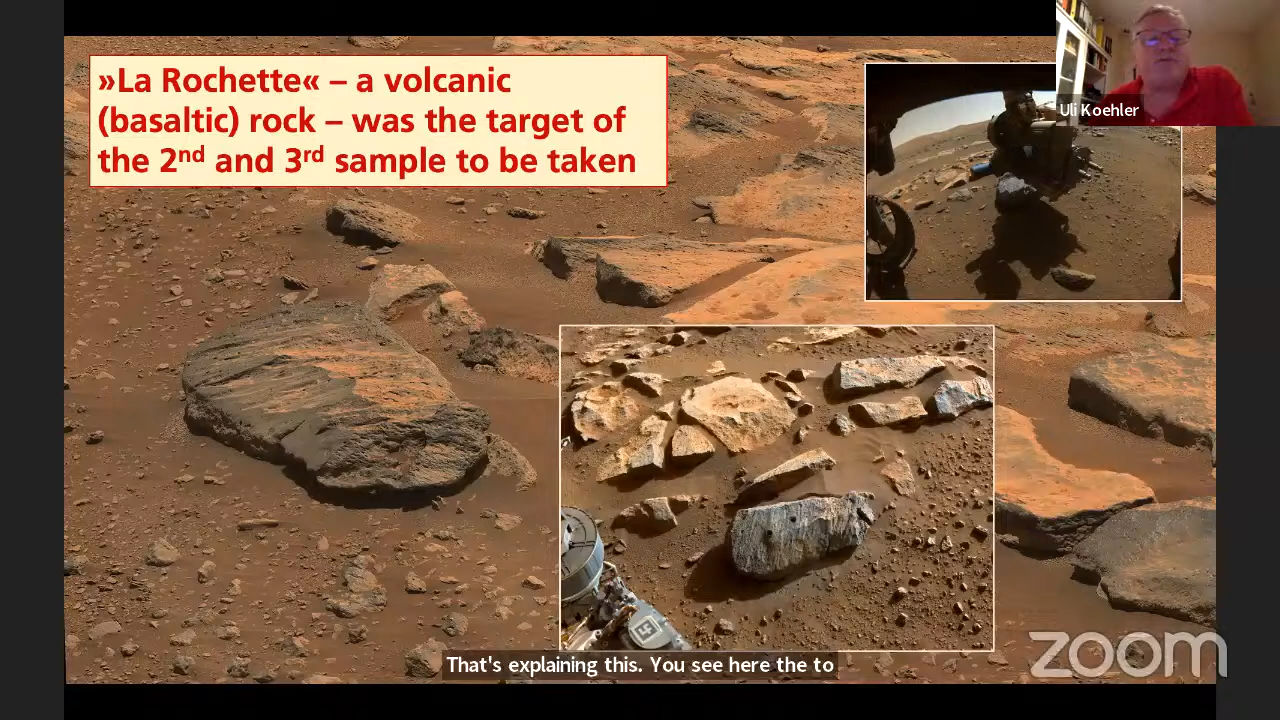 »La Rochette« – a volcanic
(basaltic) rock – was the target of
the 2nd and 3rd sample to be taken
Uli Koehler
That's explaining this. You see here the to
zoom